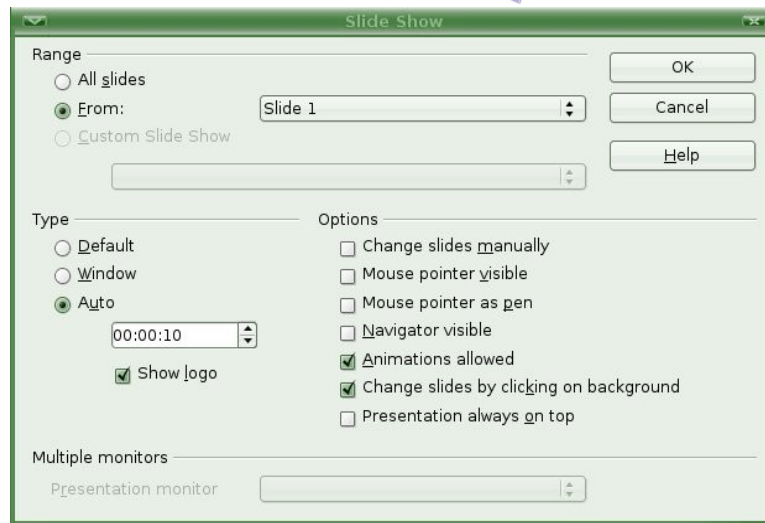 Slide Show
Range
All slides
From:
Slide 1
Custom Slide Show
OK
Cancel
Help
Type
Default
Window
Auto
00:00:10
Show logo
Options
Change slides manually
Mouse pointer visible
Mouse pointer as pen
Navigator visible
Animations allowed
Change slides by clicking on background
Presentation always on top
Multiple monitors
Presentation monitor